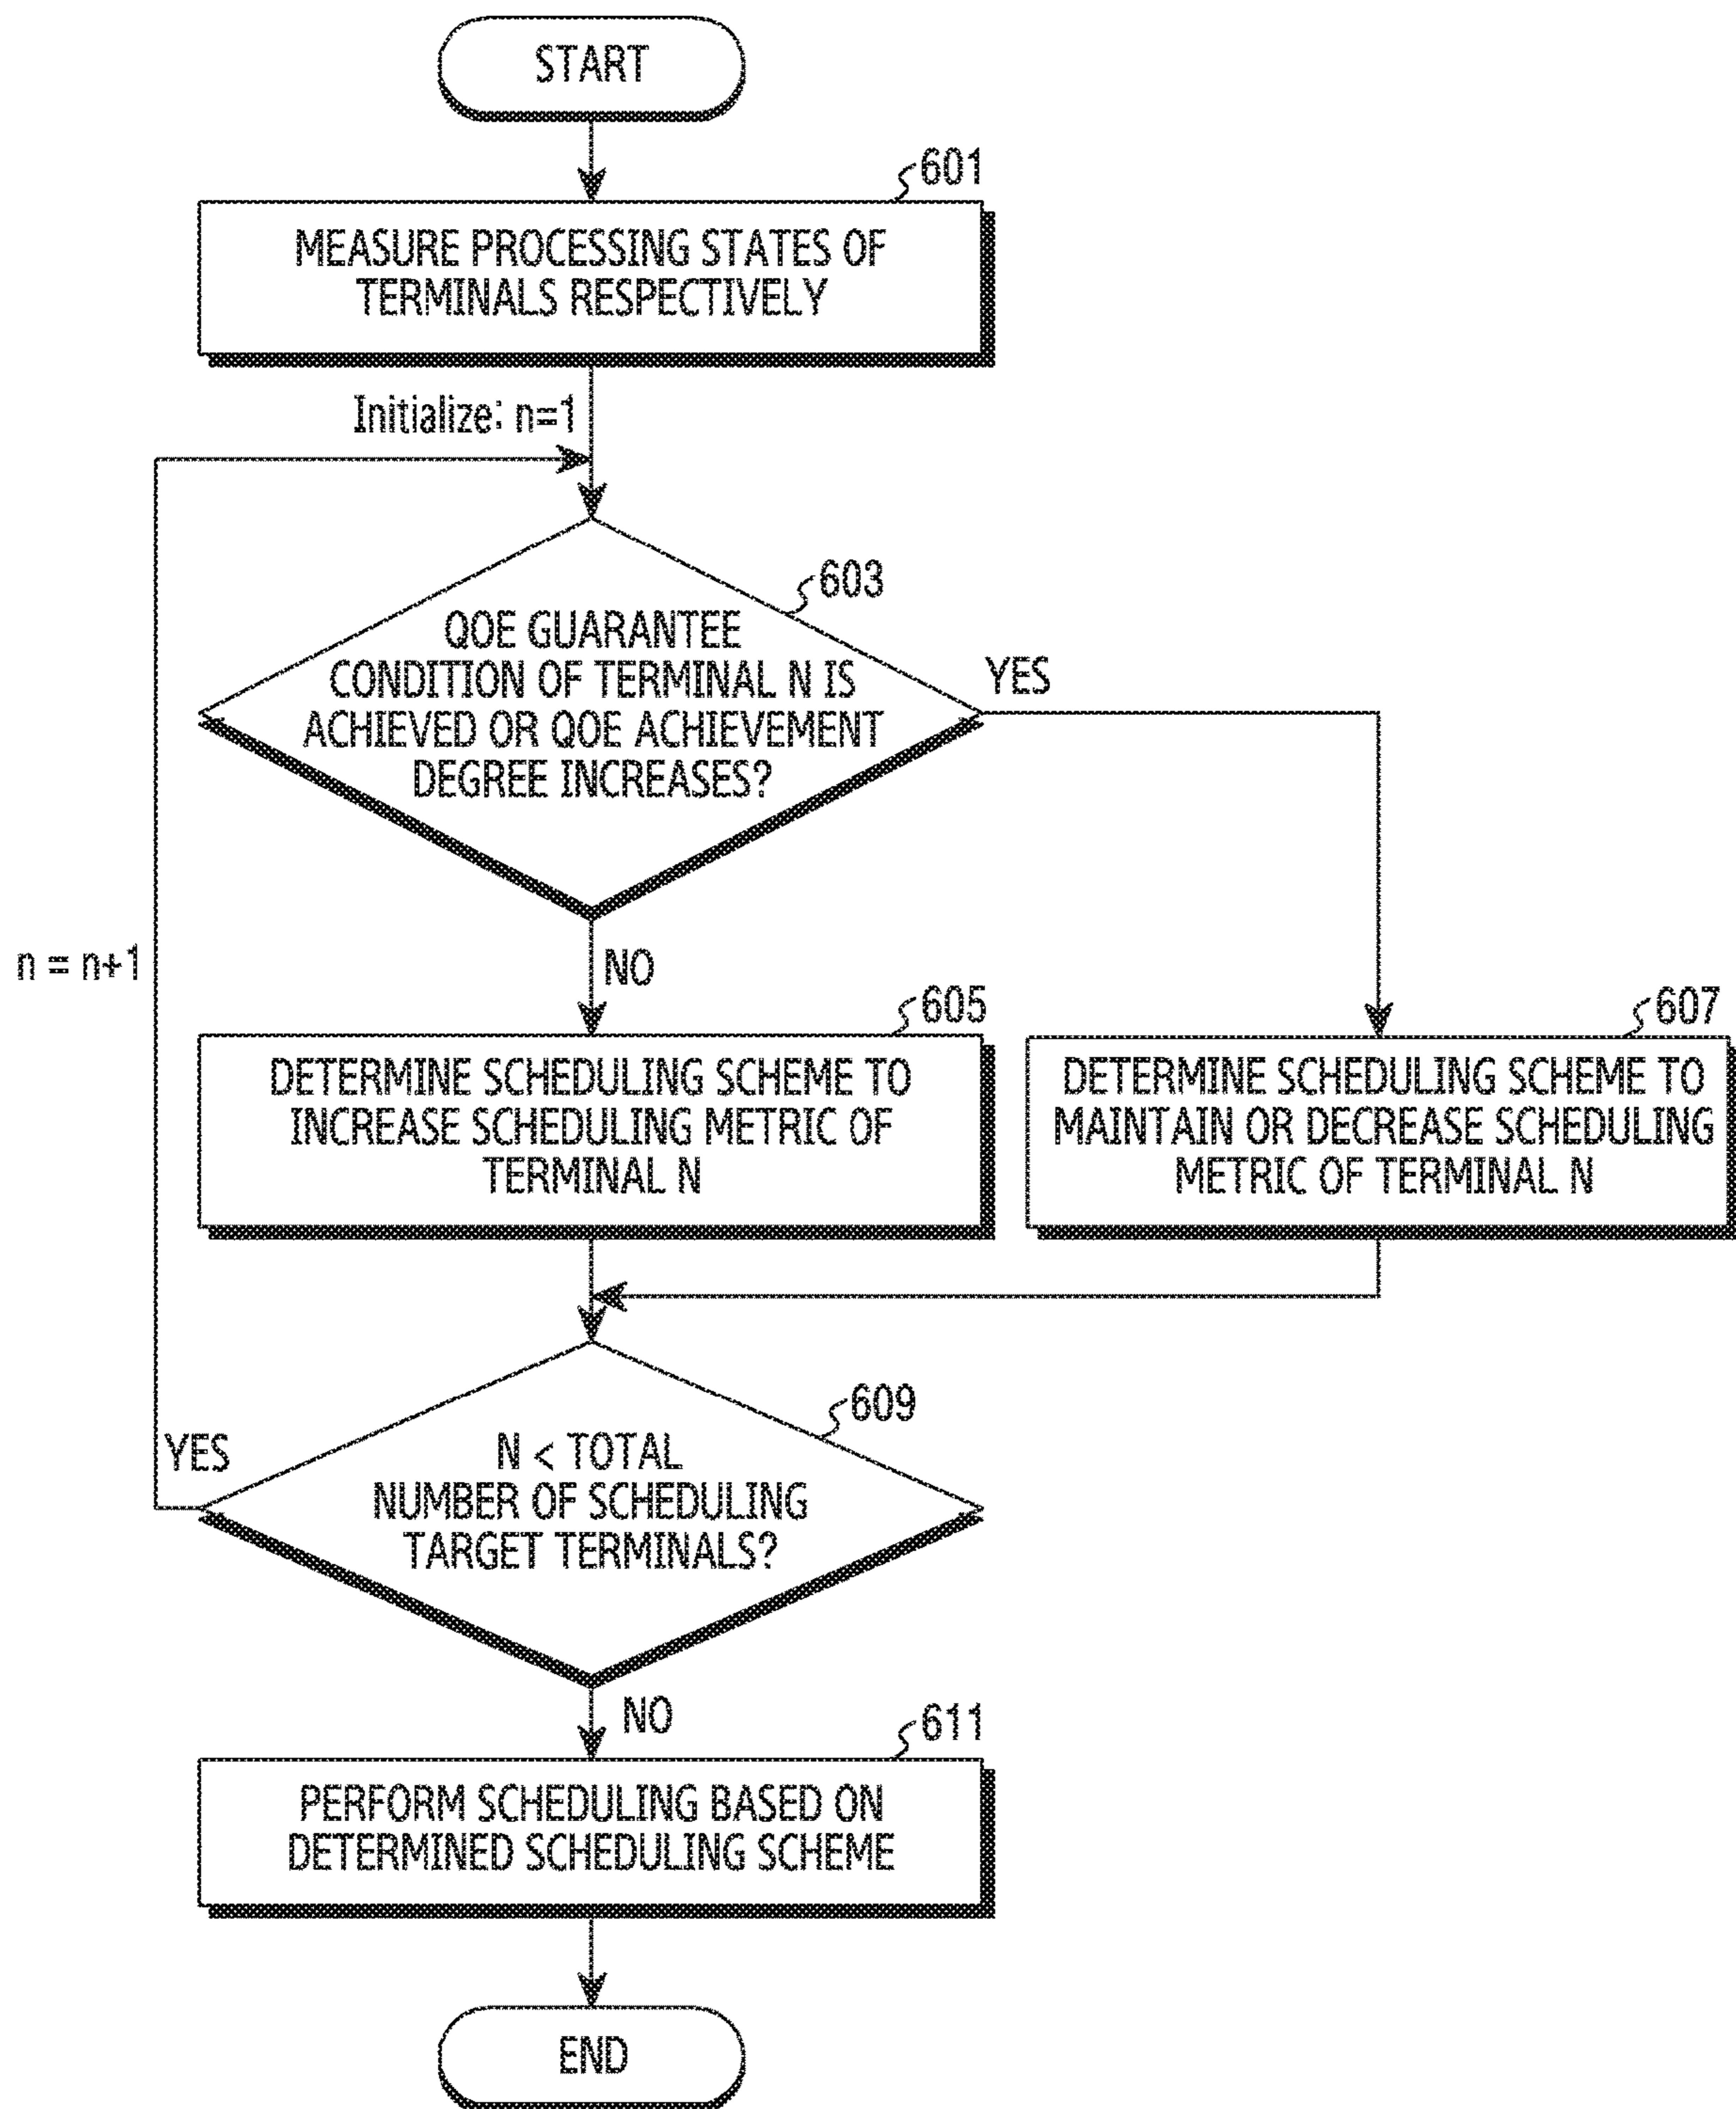 START
601
MEASURE PROCESSING STATES OF
TERMINALS RESPECTIVELY
Initialize: n=1
603
QOE GUARANTEE
CONDITION OF TERMINAL N IS
ACHIEVED OR QOE ACHIEVEMENT
DEGREE INCREASES?
YES
n = n+1
NO
605
DETERMINE SCHEDULING SCHEME TO
INCREASE SCHEDULING METRIC OF
TERMINAL N
607
DETERMINE SCHEDULING SCHEME TO
MAINTAIN OR DECREASE SCHEDULING
METRIC OF TERMINAL N
609
YES
N < TOTAL
NUMBER OF SCHEDULING
TARGET TERMINALS?
NO
611
PERFORM SCHEDULING BASED ON
DETERMINED SCHEDULING SCHEME
END